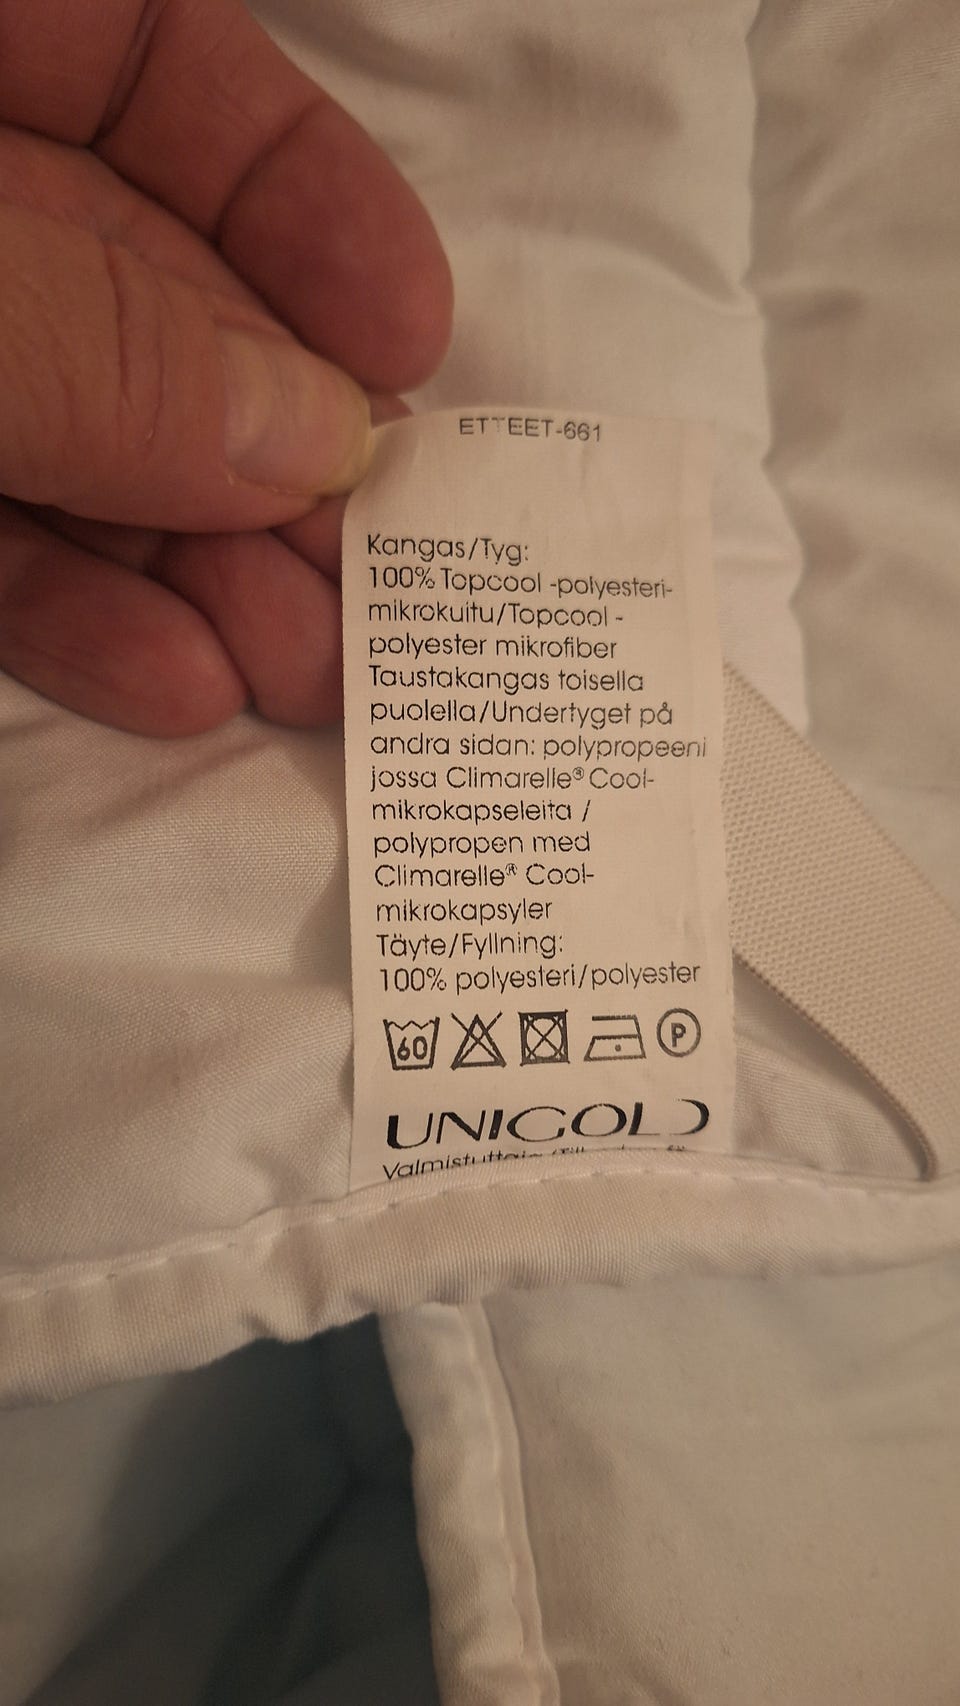 ETTEET-661
Kangas/Tyg:
100% Topcool -polyesteri-
mikrokuitu/Topcool -
polyester mikrofiber
Taustakangas toisella
puolella/Undertyget på
andra sidan: polypropeeni
jossa Climarelle® Cool-
mikrokapseleita /
polypropen med
Climarelle® Cool-
mikrokapsyler
Täyte/Fyllning:
100% polyesteri/polyester
60 P
UNIGOLD